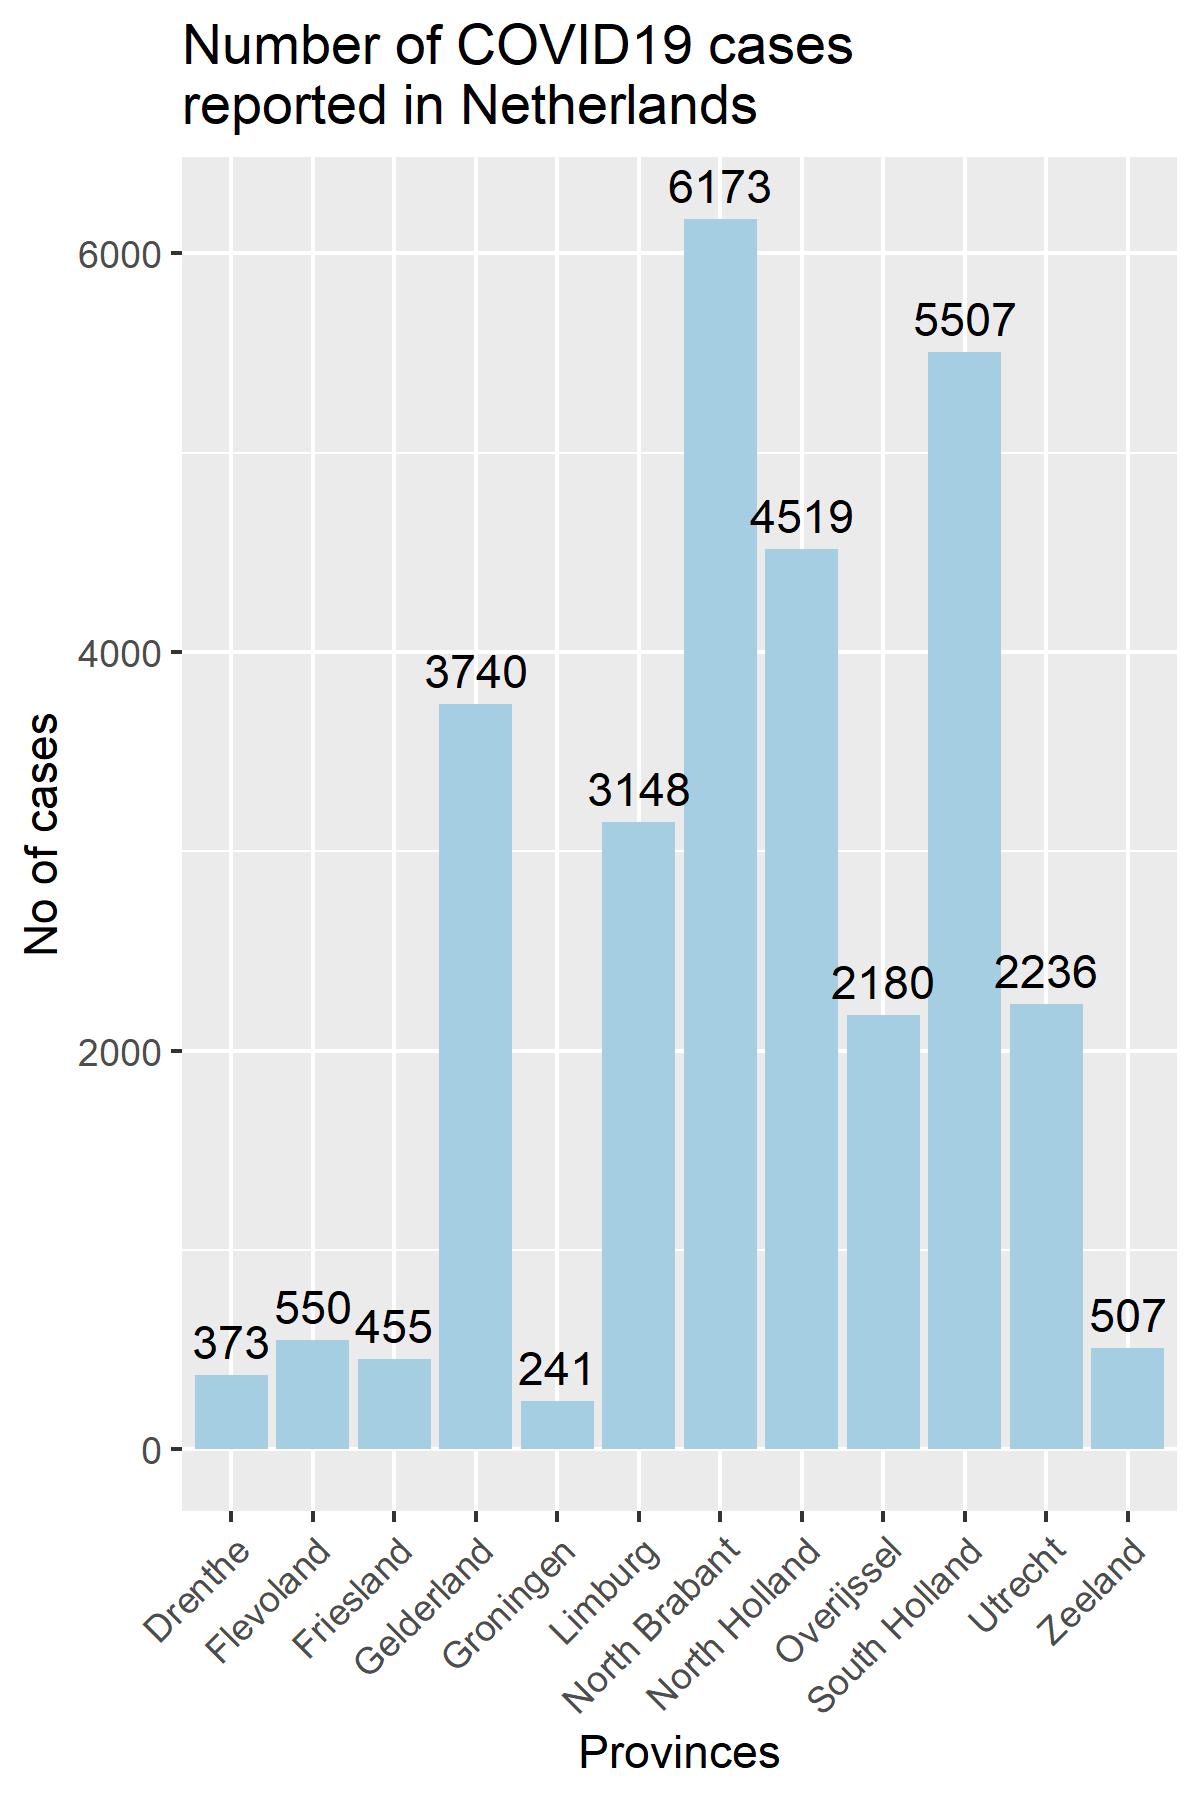 Number of COVID19 cases
reported in Netherlands
No of cases
6000
4000
2000
0
373
550
455
3740
241
3148
6173
4519
2180
5507
2236
507
Drenthe
Flevoland
Friesland
Gelderland
Groningen
Limburg
North Brabant
North Holland
Overijssel
South Holland
Utrecht
Zeeland
Provinces